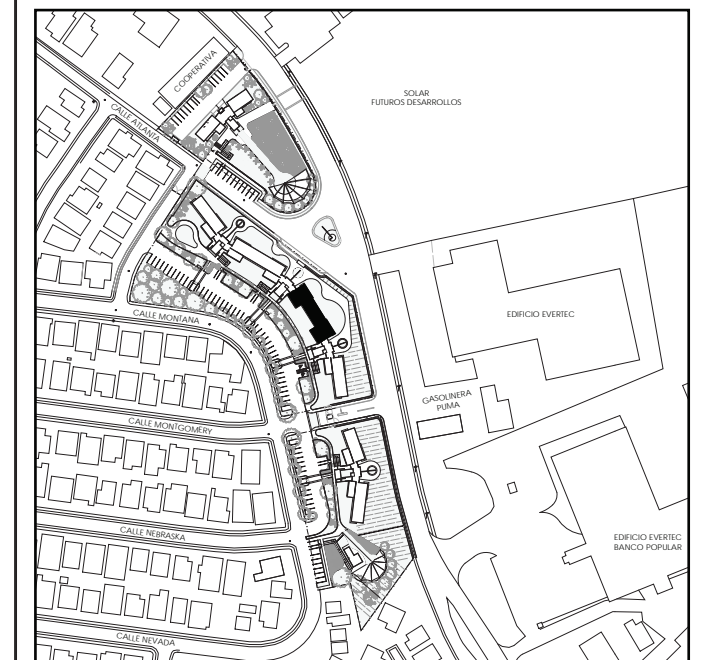 COOPERATIVA
SOLAR
FUTUROS DESARROLLOS
CALLE ATLANTA
EDIFICIO EVERTEC
CALLE MONTANA
GASOLINERA
PUMA
CALLE MONTGOMERY
CALLE NEBRASKA
EDIFICIO EVERTEC
BANCO POPULAR
CALLE NEVADA